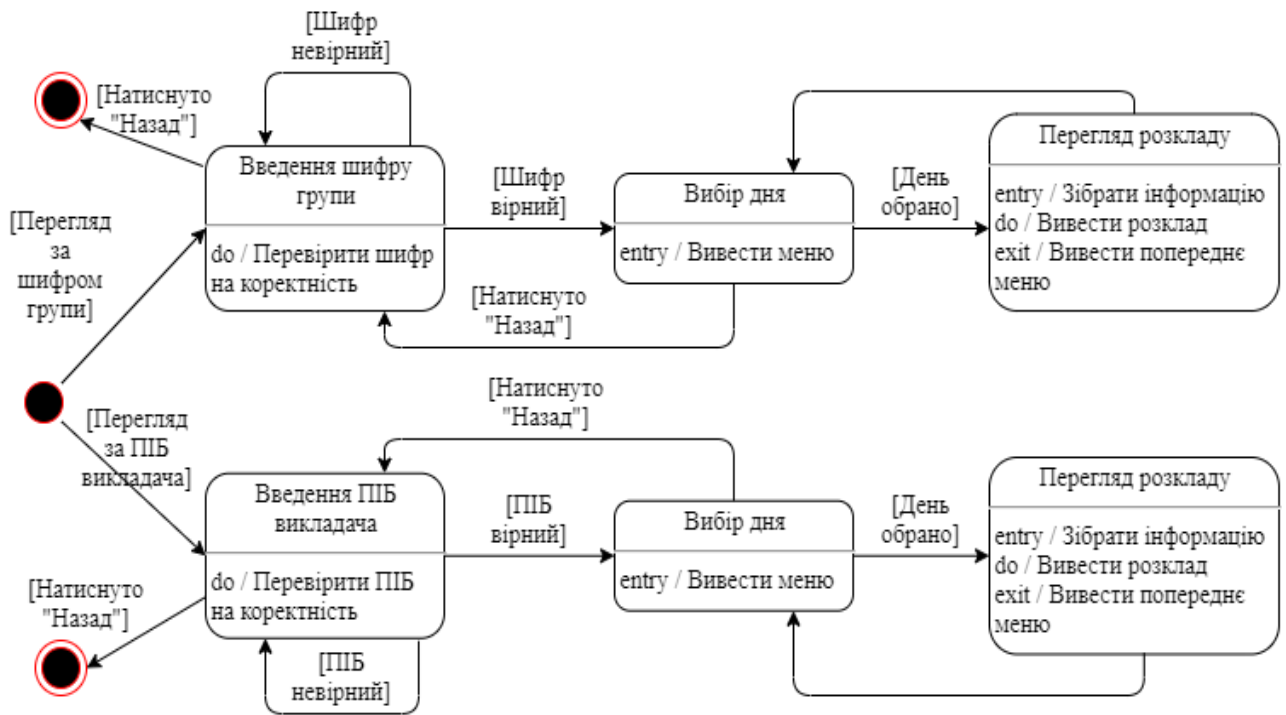 [Шифр
невірний]
[Натиснуто
"Назад"]
Введення шифру
групи
do / Перевірити шифр
на коректність
[Шифр
вірний]
Вибір дня
entry / Вивести меню
[День
обрано]
Перегляд розкладу
entry / Зібрати інформацію
do / Вивести розклад
exit / Вивести попереднє
меню
[Перегляд
за
шифром
групи]
[Натиснуто
"Назад"]
[Перегляд
за ПІБ
викладача]
[Натиснуто
"Назад"]
Введення ПІБ
викладача
do / Перевірити ПІБ
на коректність
[ПІБ
вірний]
Вибір дня
entry / Вивести меню
[День
обрано]
Перегляд розкладу
entry / Зібрати інформацію
do / Вивести розклад
exit / Вивести попереднє
меню
[Натиснуто
"Назад"]
[ПІБ
невірний]